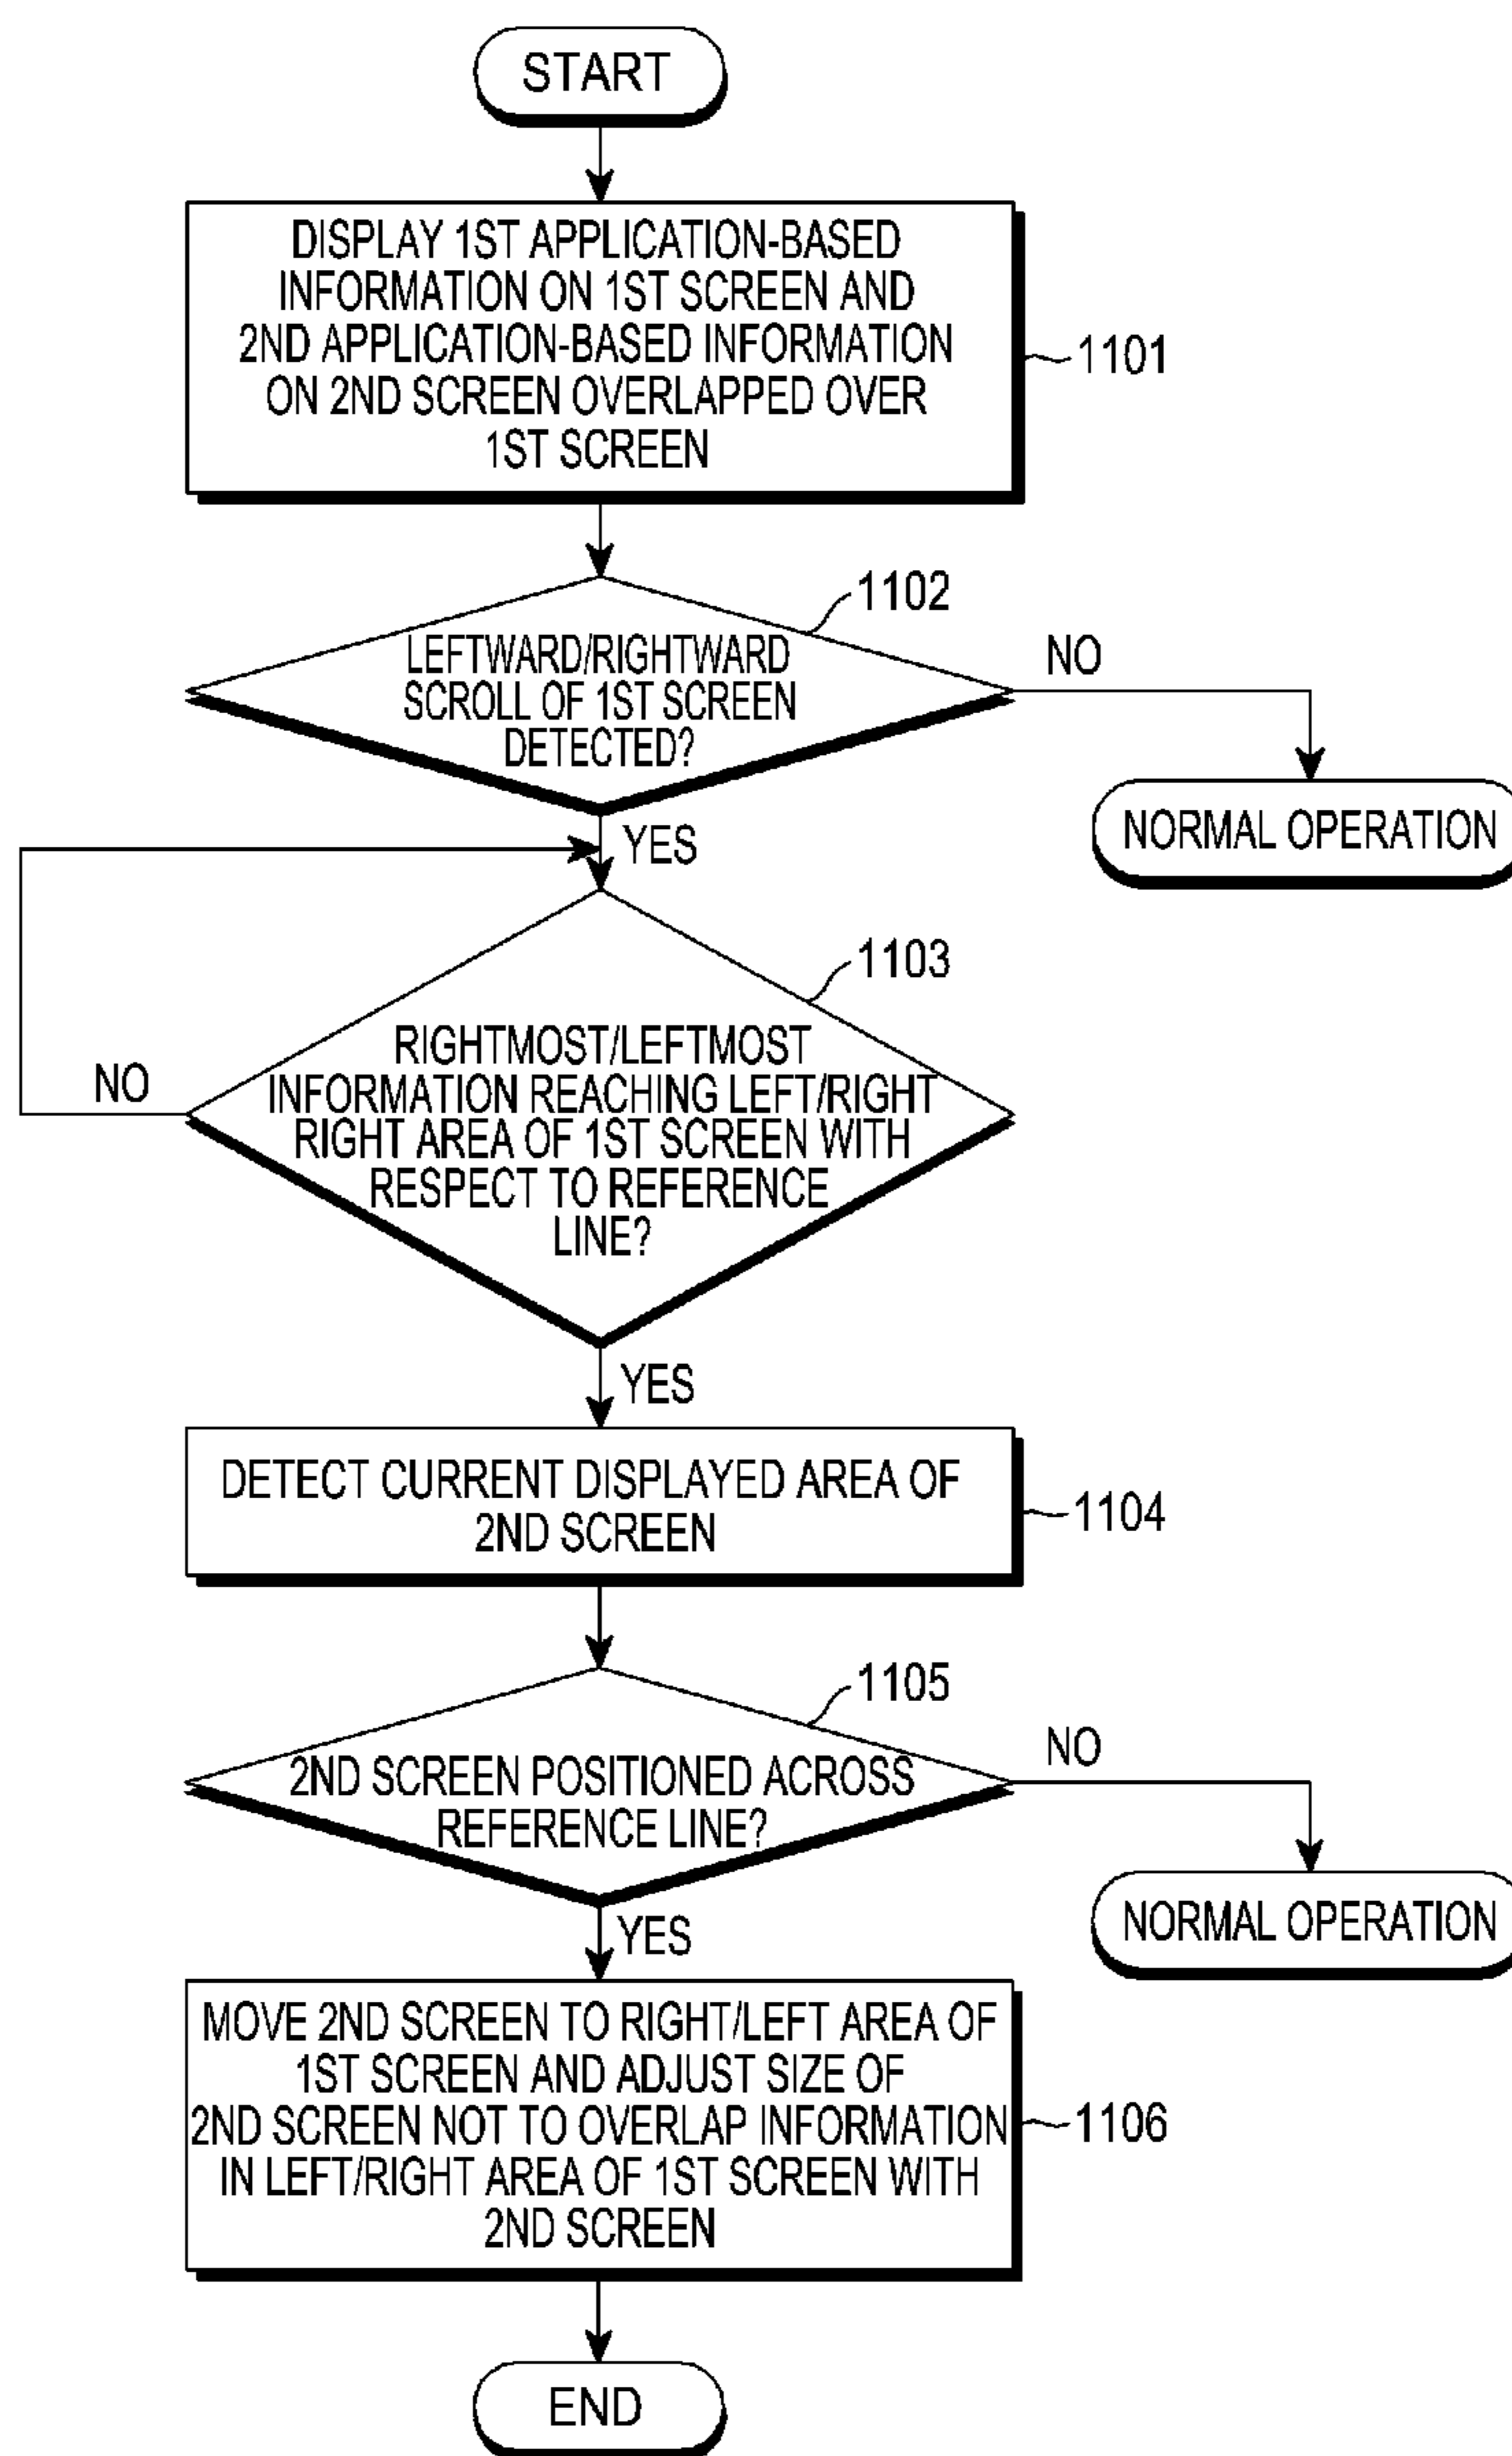 START
DISPLAY 1ST APPLICATION-BASED
INFORMATION ON 1ST SCREEN AND
2ND APPLICATION-BASED INFORMATION
ON 2ND SCREEN OVERLAPPED OVER
1ST SCREEN
1101
1102
LEFTWARD/RIGHTWARD
SCROLL OF 1ST SCREEN
DETECTED?
NO
NORMAL OPERATION
YES
1103
RIGHTMOST/LEFTMOST
INFORMATION REACHING LEFT/RIGHT
RIGHT AREA OF 1ST SCREEN WITH
RESPECT TO REFERENCE
LINE?
NO
YES
DETECT CURRENT DISPLAYED AREA OF
2ND SCREEN
1104
1105
2ND SCREEN POSITIONED ACROSS
REFERENCE LINE?
NO
NORMAL OPERATION
YES
MOVE 2ND SCREEN TO RIGHT/LEFT AREA OF
1ST SCREEN AND ADJUST SIZE OF
2ND SCREEN NOT TO OVERLAP INFORMATION
IN LEFT/RIGHT AREA OF 1ST SCREEN WITH
2ND SCREEN
1106
END